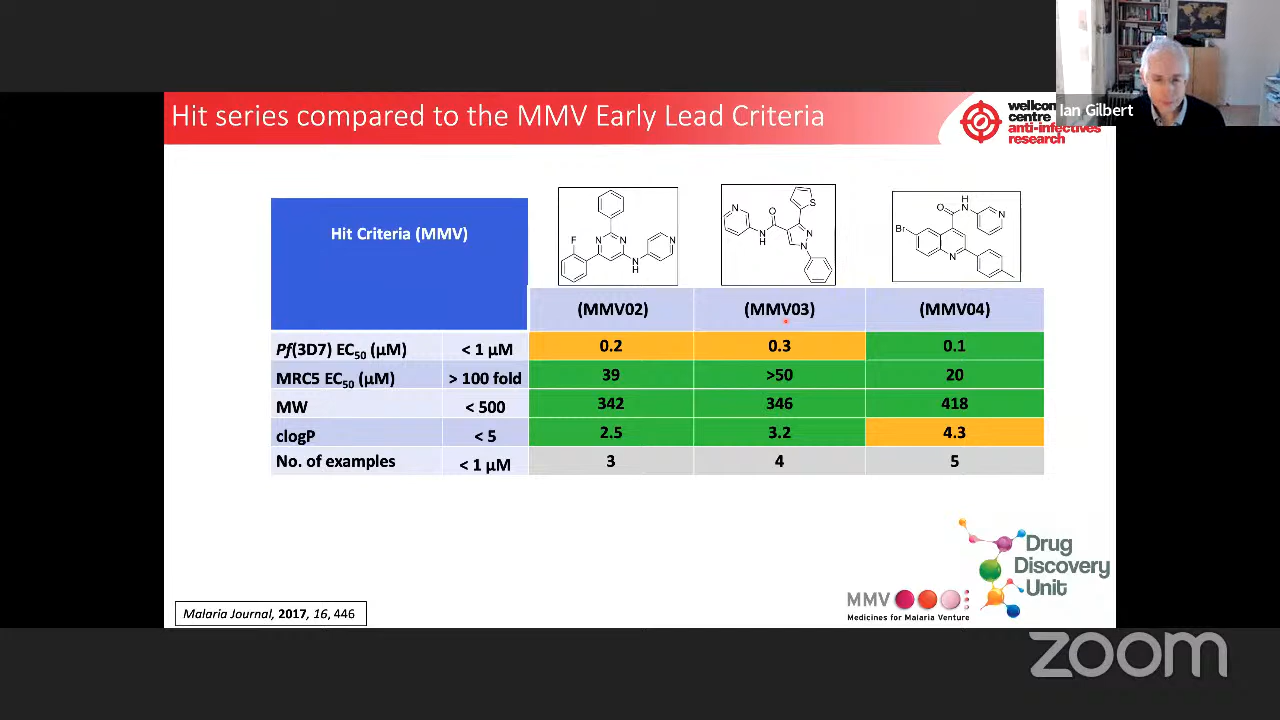 Hit series compared to the MMV Early Lead Criteria
wellcom
centre
anti-infectives
research
Ian Gilbert
Hit Criteria (MMV)
F
N
N
N
H
N
N
H
O
S
N
N
Br
O
H
N
N
N
(MMV02) (MMV03) (MMV04)
Pf(3D7) EC50 (µM) < 1 µM 0.2 0.3 0.1
MRC5 EC50 (µM) > 100 fold 39 >50 20
MW < 500 342 346 418
clogP < 5 2.5 3.2 4.3
No. of examples < 1 µM 3 4 5
Drug
Discovery
Unit
MMV
Medicines for Malaria Venture
Malaria Journal, 2017, 16, 446
zoom